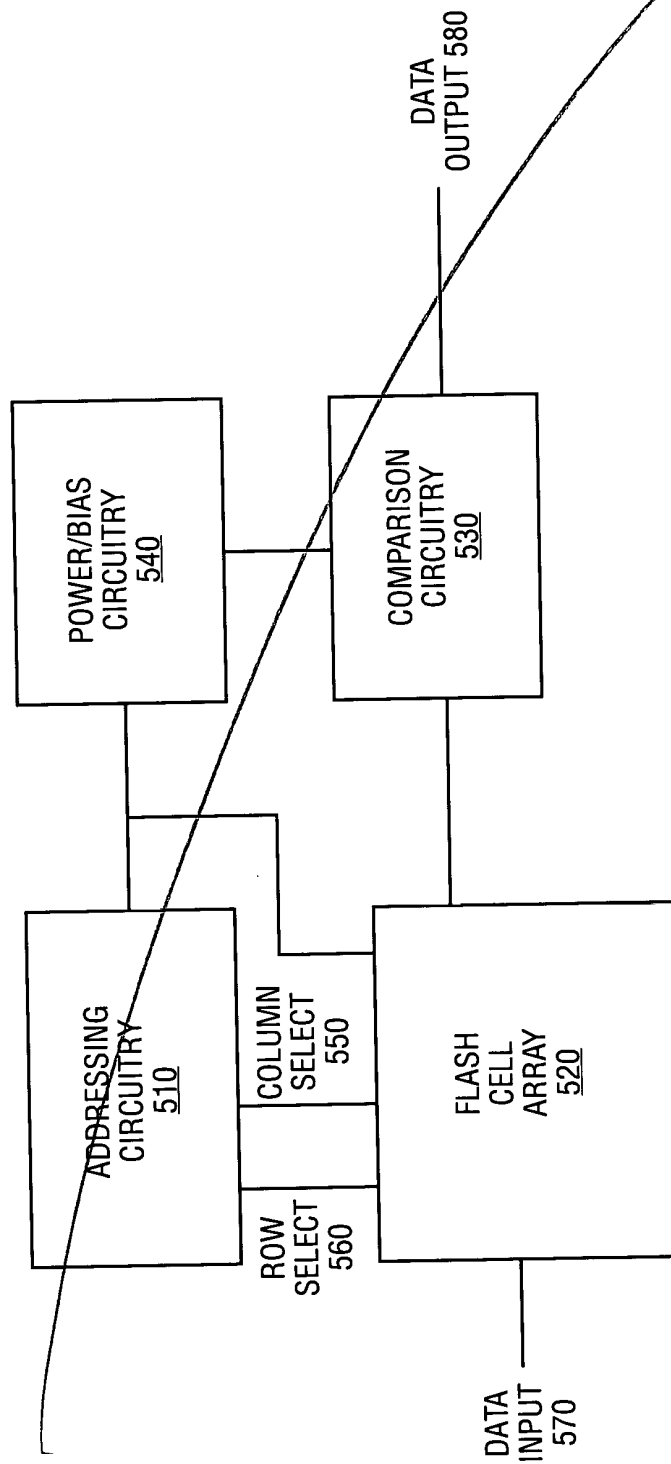 ADDRESSING
CIRCUITRY
510
POWER/BIAS
CIRCUITRY
540
ROW
SELECT
560
COLUMN
SELECT
550
DATA
INPUT
570
FLASH
CELL
ARRAY
520
COMPARISON
CIRCUITRY
530
DATA
OUTPUT 580